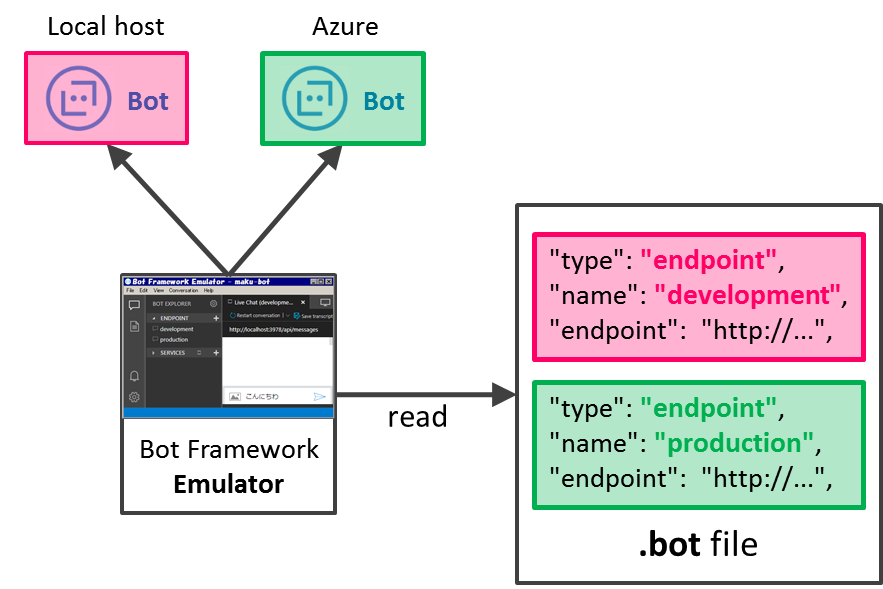 Local host
Azure
Bot
Bot
Bot Framework Emulator - maku-bot
File Edit View Conversation Help
BOT EXPLORER
Live Chat (developme...
ENDPOINT
Restart conversation
Save transcript
development
http://localhost:3978/api/messages
production
SERVICES
こんにちわ
Bot Framework
Emulator
read
"type": "endpoint",
"name": "development",
"endpoint": "http://...",
"type": "endpoint",
"name": "production",
"endpoint": "http://...",
.bot file